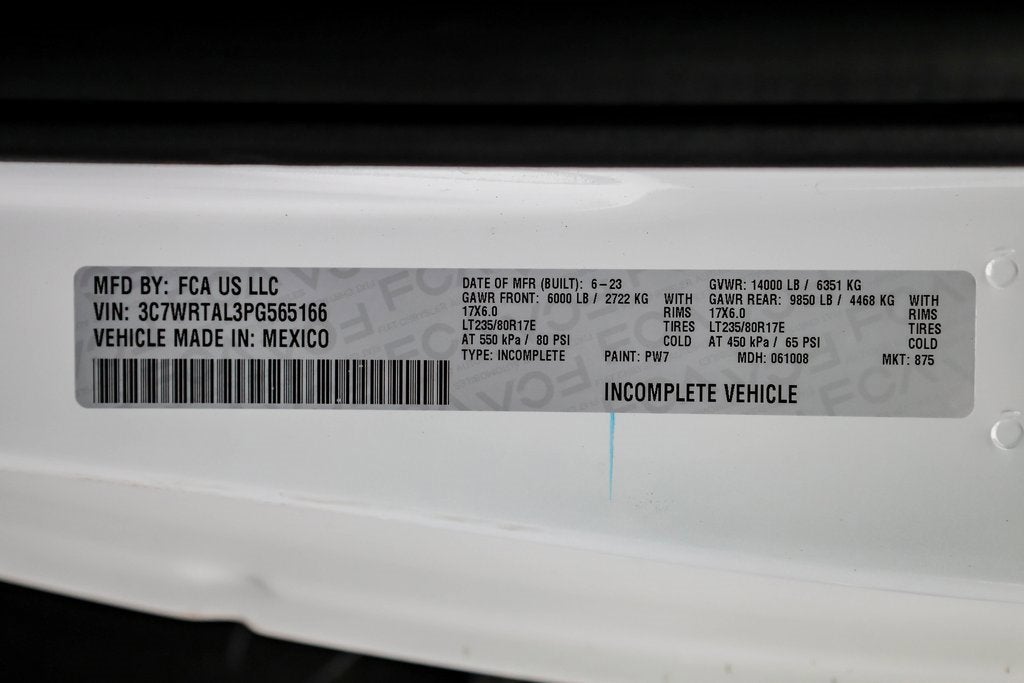 MFD BY: FCA US LLC
VIN: 3C7WRTAL3PG565166
VEHICLE MADE IN: MEXICO
DATE OF MFR (BUILT): 6-23
GAWR FRONT: 6000 LB / 2722 KG WITH
17X6.0 RIMS
LT235/80R17E TIRES
AT 550 kPa / 80 PSI COLD
TYPE: INCOMPLETE
GVWR: 14000 LB / 6351 KG
GAWR REAR: 9850 LB / 4468 KG WITH
17X6.0 RIMS
LT235/80R17E TIRES
AT 450 kPa / 65 PSI COLD
PAINT: PW7 MDH: 061008 MKT: 875
INCOMPLETE VEHICLE
FCA